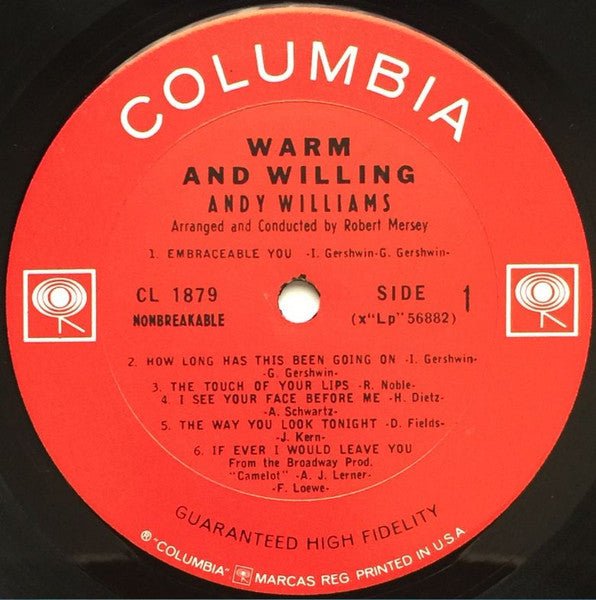 COLUMBIA
WARM
AND WILLING
ANDY WILLIAMS
Arranged and Conducted by Robert Mersey
1. EMBRACEABLE YOU -I. Gershwin-G. Gershwin-
CL 1879
NONBREAKABLE
SIDE 1
(x"Lp" 56882)
2. HOW LONG HAS THIS BEEN GOING ON -I. Gershwin-
-G. Gershwin-
3. THE TOUCH OF YOUR LIPS -R. Noble-
4. I SEE YOUR FACE BEFORE ME -H. Dietz-
-A. Schwartz-
5. THE WAY YOU LOOK TONIGHT -D. Fields-
-J. Kern-
6. IF EVER I WOULD LEAVE YOU
From the Broadway Prod.
"Camelot" -A. J. Lerner-
-F. Loewe-
GUARANTEED HIGH FIDELITY
® "COLUMBIA" MARCAS REG. PRINTED IN U.S.A.